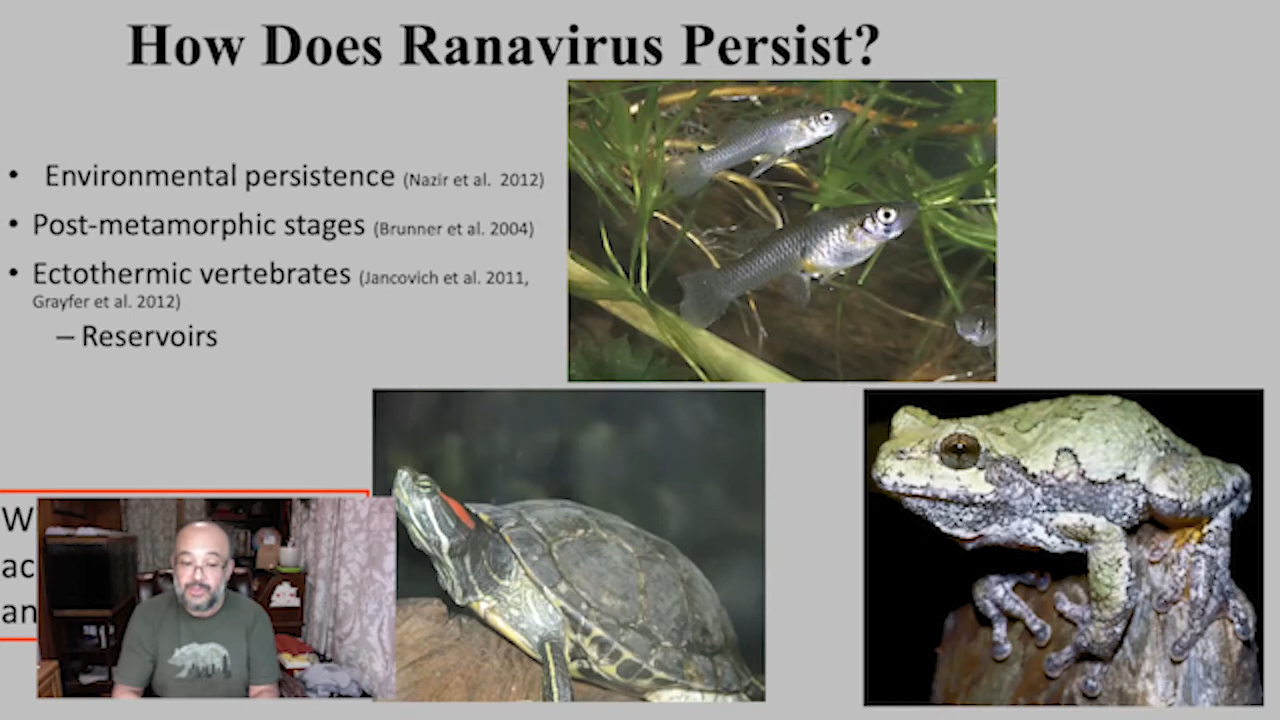 How Does Ranavirus Persist?
• Environmental persistence (Nazir et al. 2012)
• Post-metamorphic stages (Brunner et al. 2004)
• Ectothermic vertebrates (Jancovich et al. 2011,
Grayfer et al. 2012)
– Reservoirs
W
ac
an